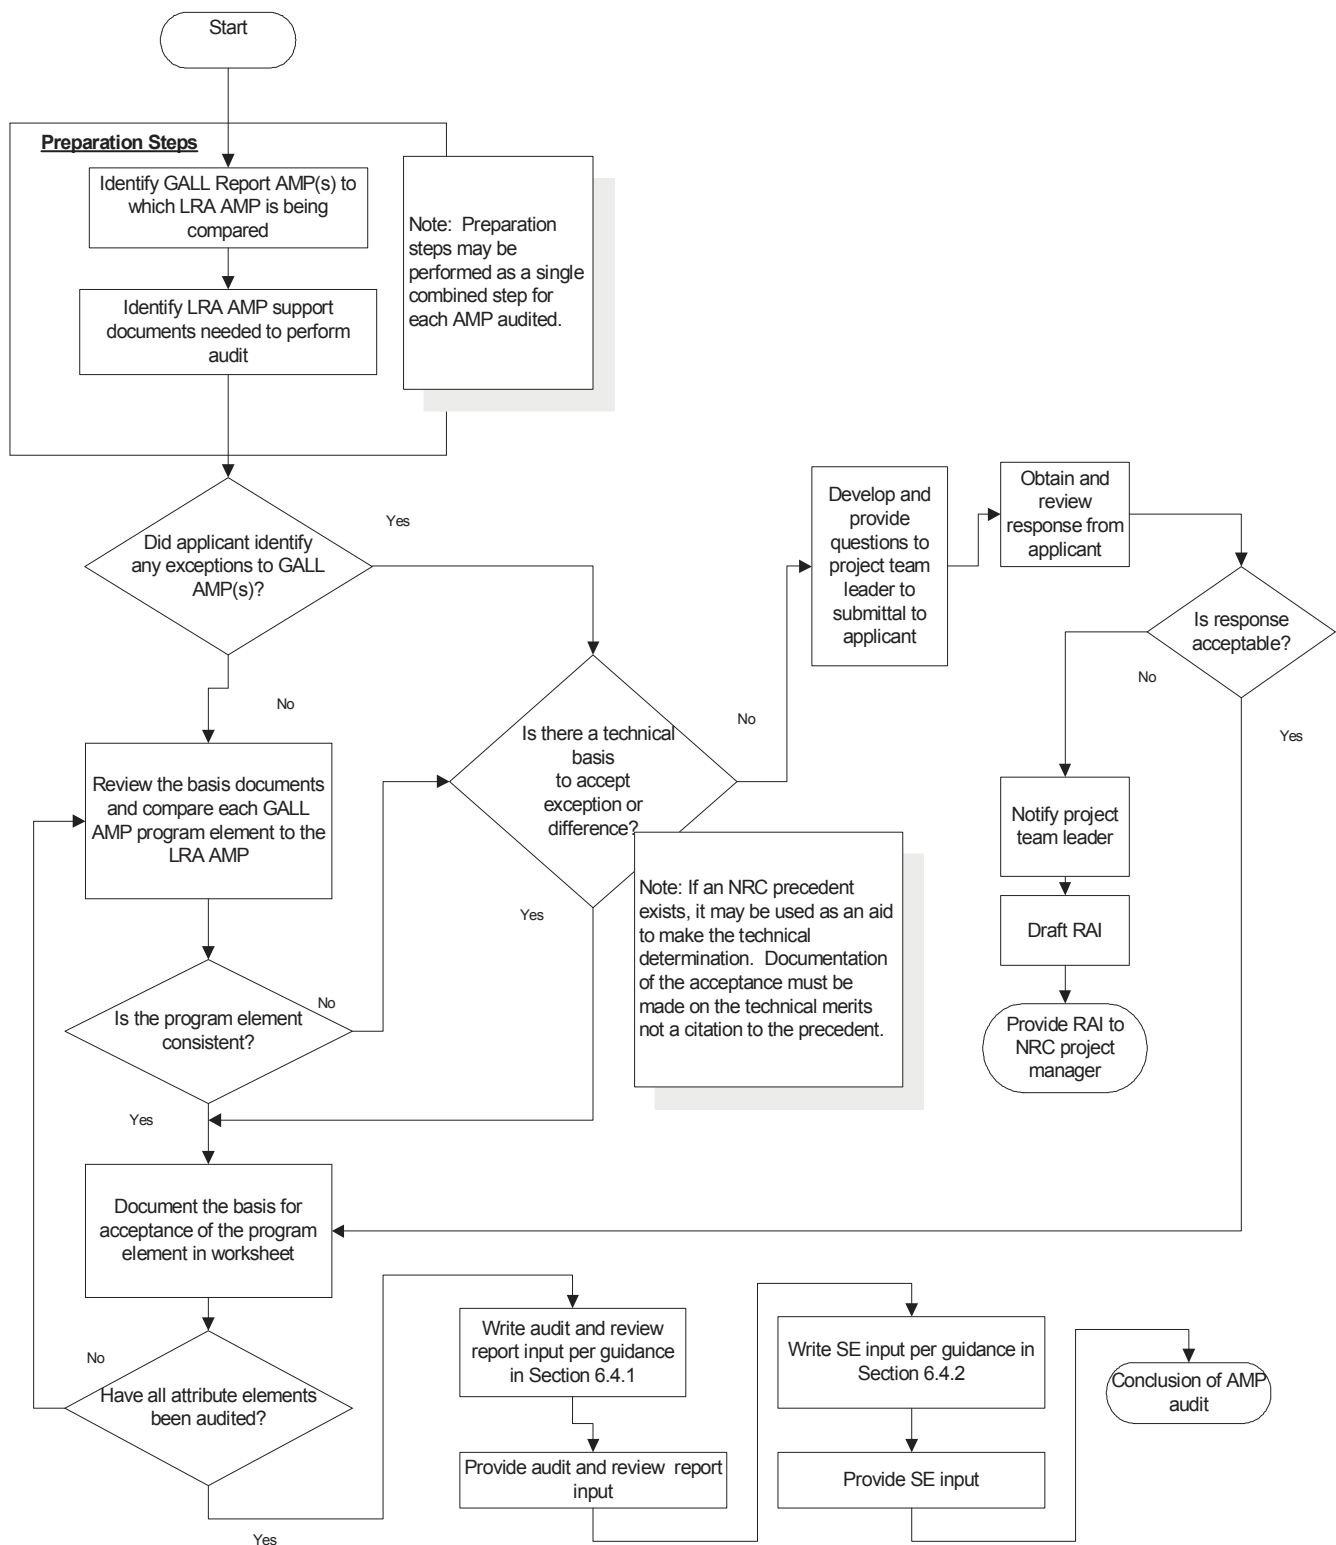 Start
Preparation Steps
Identify GALL Report AMP(s) to
which LRA AMP is being
compared
Note:  Preparation
steps may be
performed as a single
combined step for
each AMP audited.
Identify LRA AMP support
documents needed to perform
audit
Did applicant identify
any exceptions to GALL
AMP(s)?
Yes
No
Develop and
provide
questions to
project team
leader to
submittal to
applicant
Obtain and
review
response from
applicant
Is response
acceptable?
No
Yes
Review the basis documents
and compare each GALL
AMP program element to the
LRA AMP
Is there a technical
basis
to accept
exception or
difference?
No
Yes
Note: If an NRC precedent
exists, it may be used as an aid
to make the technical
determination.  Documentation
of the acceptance must be
made on the technical merits
not a citation to the precedent.
Notify project
team leader
Draft RAI
Provide RAI to
NRC project
manager
Is the program element
consistent?
No
Yes
Document the basis for
acceptance of the program
element in worksheet
Have all attribute elements
been audited?
No
Yes
Write audit and review
report input per guidance
in Section 6.4.1
Provide audit and review  report
input
Write SE input per guidance in
Section 6.4.2
Provide SE input
Conclusion of AMP
audit